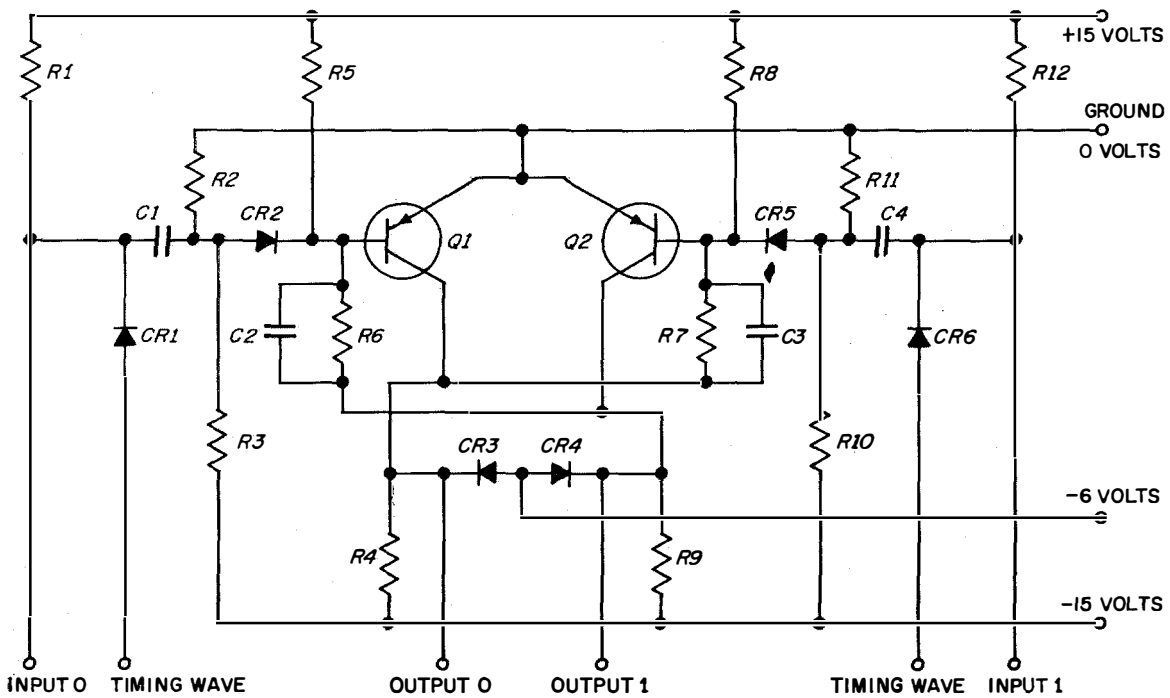 +15 VOLTS
R1
R5
R8
R12
GROUND
0 VOLTS
R2
R11
C1
CR2
Q1
Q2
CR5
C4
CR1
C2
R6
R7
C3
CR6
R3
CR3
CR4
R10
-6 VOLTS
R4
R9
-15 VOLTS
INPUT 0
TIMING WAVE
OUTPUT 0
OUTPUT 1
TIMING WAVE
INPUT 1